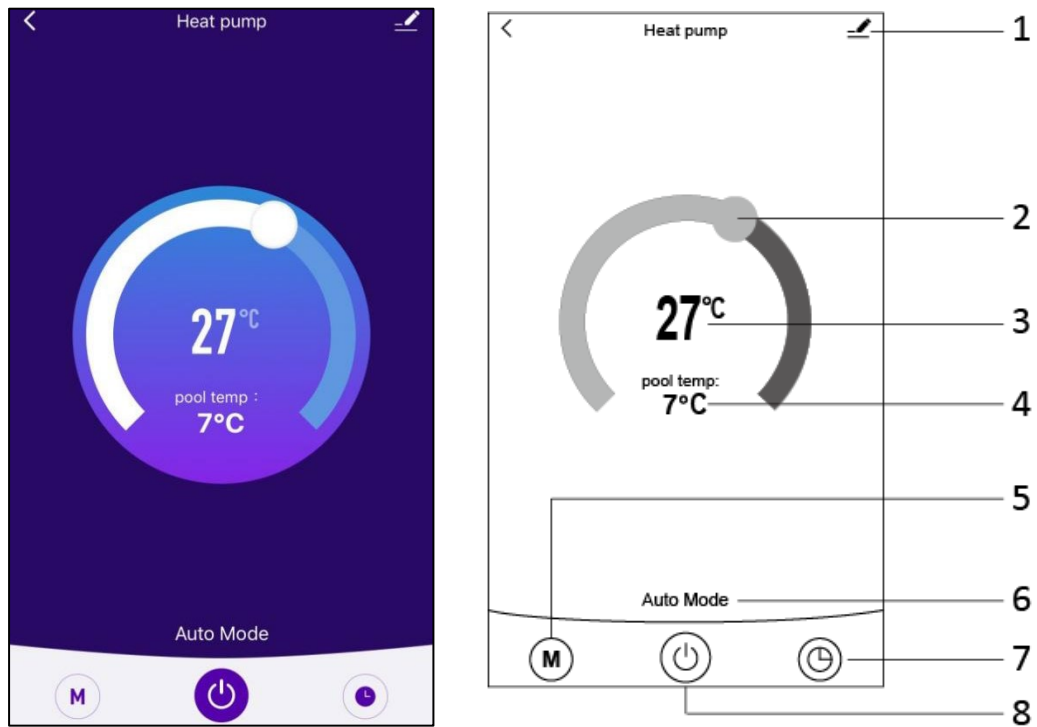 Heat pump
27°C
pool temp :
7°C
Auto Mode
M
Heat pump
1
2
27°C
3
pool temp:
7°C
4
5
Auto Mode
6
M
7
8